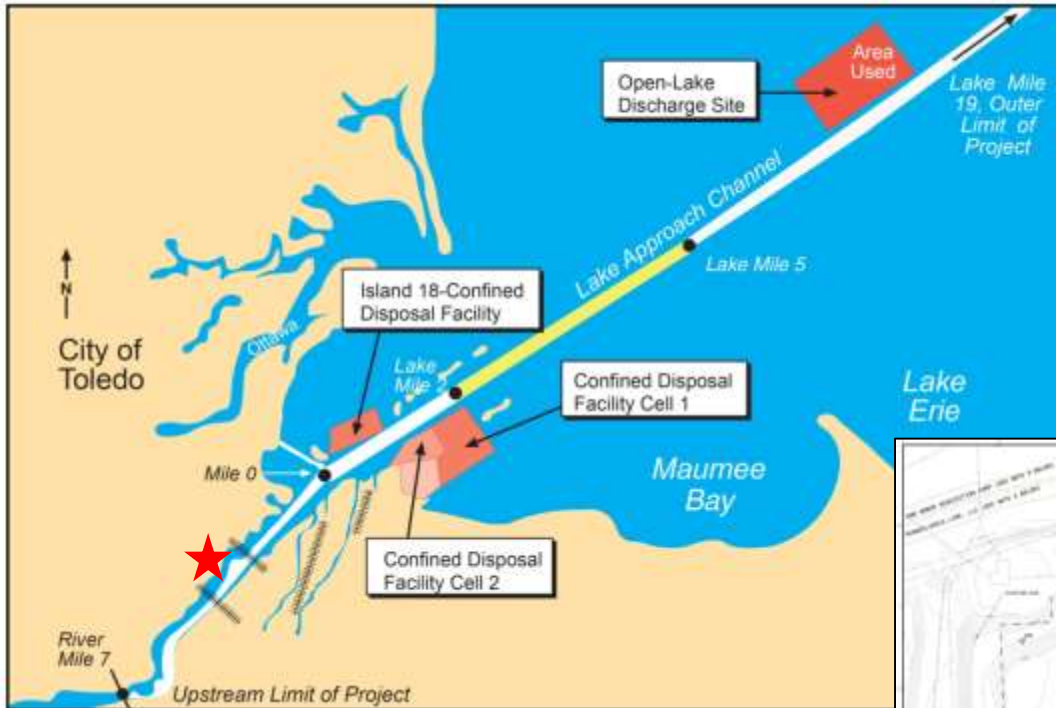 Area
Used
Open-Lake
Discharge Site
Lake Mile
19, Outer
Limit of
Project
Lake Approach Channel
Lake Mile 5
Island 18-Confined
Disposal Facility
N
Ottawa
City of
Toledo
Lake
Mile 2
Confined Disposal
Facility Cell 1
Lake
Erie
Mile 0
Maumee
Bay
Confined Disposal
Facility Cell 2
River
Mile 7
Upstream Limit of Project